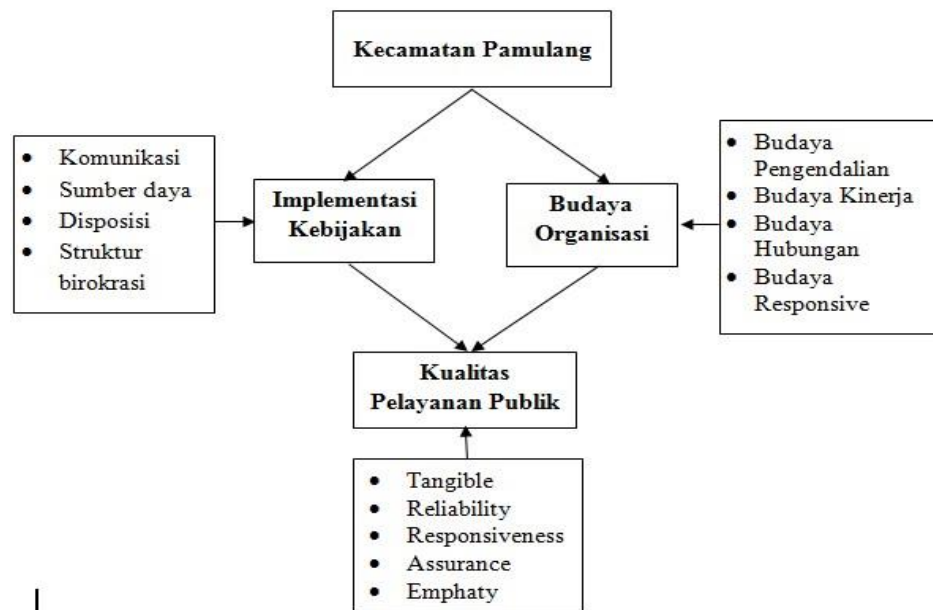 Kecamatan Pamulang
• Komunikasi
• Sumber daya
• Disposisi
• Struktur
birokrasi
Implementasi
Kebijakan
Budaya
Organisasi
• Budaya
Pengendalian
• Budaya Kinerja
• Budaya
Hubungan
• Budaya
Responsive
Kualitas
Pelayanan Publik
• Tangible
• Reliability
• Responsiveness
• Assurance
• Emphaty